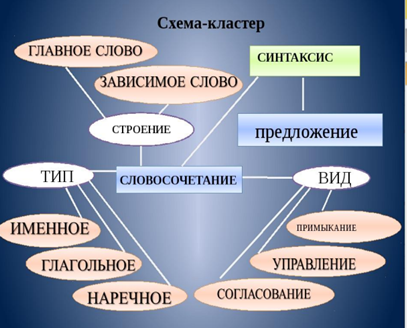 Схема-кластер
ГЛАВНОЕ СЛОВО
СИНТАКСИС
ЗАВИСИМОЕ СЛОВО
СТРОЕНИЕ
предложение
ТИП
СЛОВОСОЧЕТАНИЕ
ВИД
ИМЕННОЕ
ПРИМЫКАНИЕ
ГЛАГОЛЬНОЕ
УПРАВЛЕНИЕ
НАРЕЧНОЕ
СОГЛАСОВАНИЕ